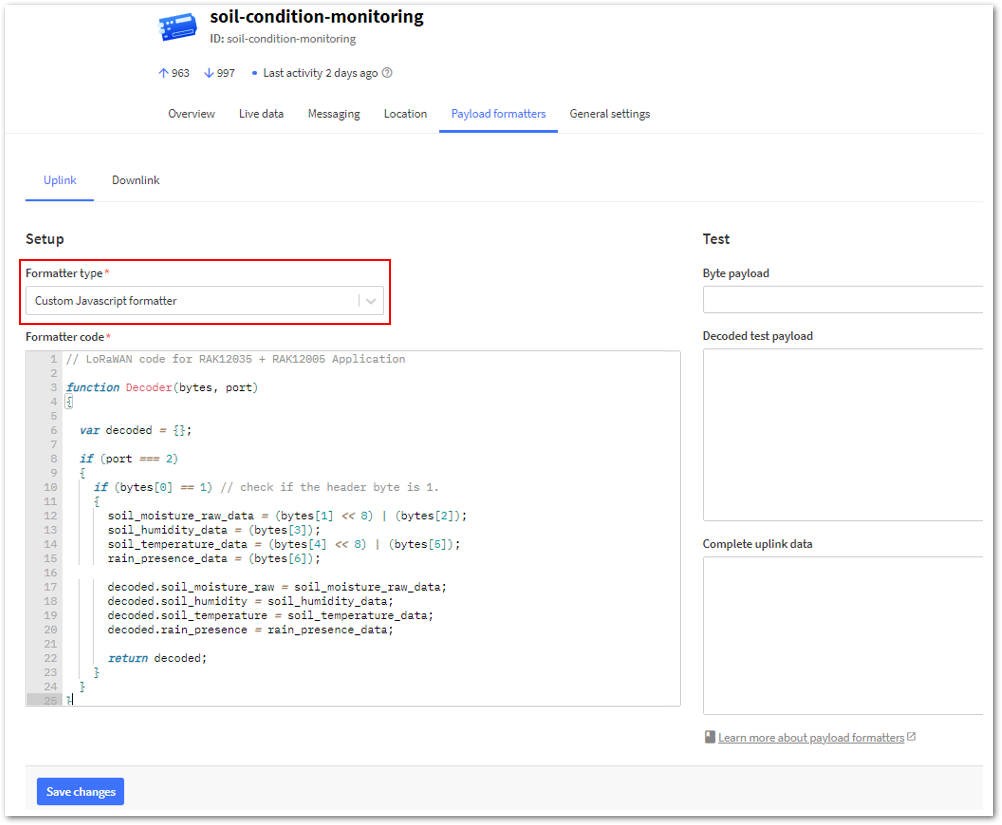 soil-condition-monitoring
ID: soil-condition-monitoring
963 997 • Last activity 2 days ago
Overview Live data Messaging Location Payload formatters General settings
Uplink Downlink
Setup
Formatter type*
Custom Javascript formatter
Formatter code*
1 // LoRaWAN code for RAK12035 + RAK12005 Application
2
3 function Decoder(bytes, port)
4 {
5
6 var decoded = {};
7
8 if (port === 2)
9 {
10 if (bytes[0] == 1) // check if the header byte is 1.
11 {
12 soil_moisture_raw_data = (bytes[1] << 8) | (bytes[2]);
13 soil_humidity_data = (bytes[3]);
14 soil_temperature_data = (bytes[4] << 8) | (bytes[5]);
15 rain_presence_data = (bytes[6]);
16
17 decoded.soil_moisture_raw = soil_moisture_raw_data;
18 decoded.soil_humidity = soil_humidity_data;
19 decoded.soil_temperature = soil_temperature_data;
20 decoded.rain_presence = rain_presence_data;
21
22 return decoded;
23 }
24 }
25 }
Test
Byte payload
Decoded test payload
Complete uplink data
Learn more about payload formatters
Save changes